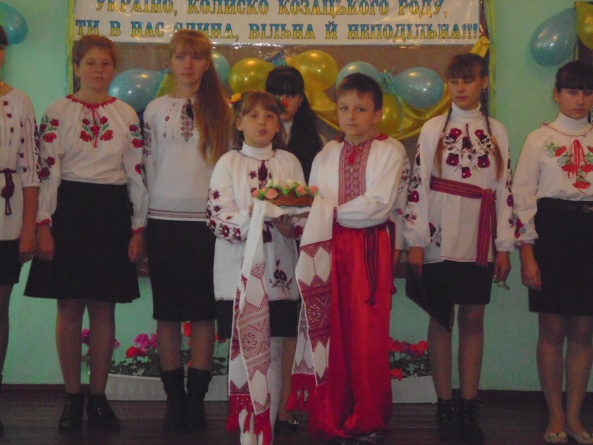 УКРАЇНО, КОЛИСКО КОЗАЦЬКОГО РОДУ,
ТИ В НАС ЄДИНА, ВІЛЬНА Й НЕПОДІЛЬНА!!!